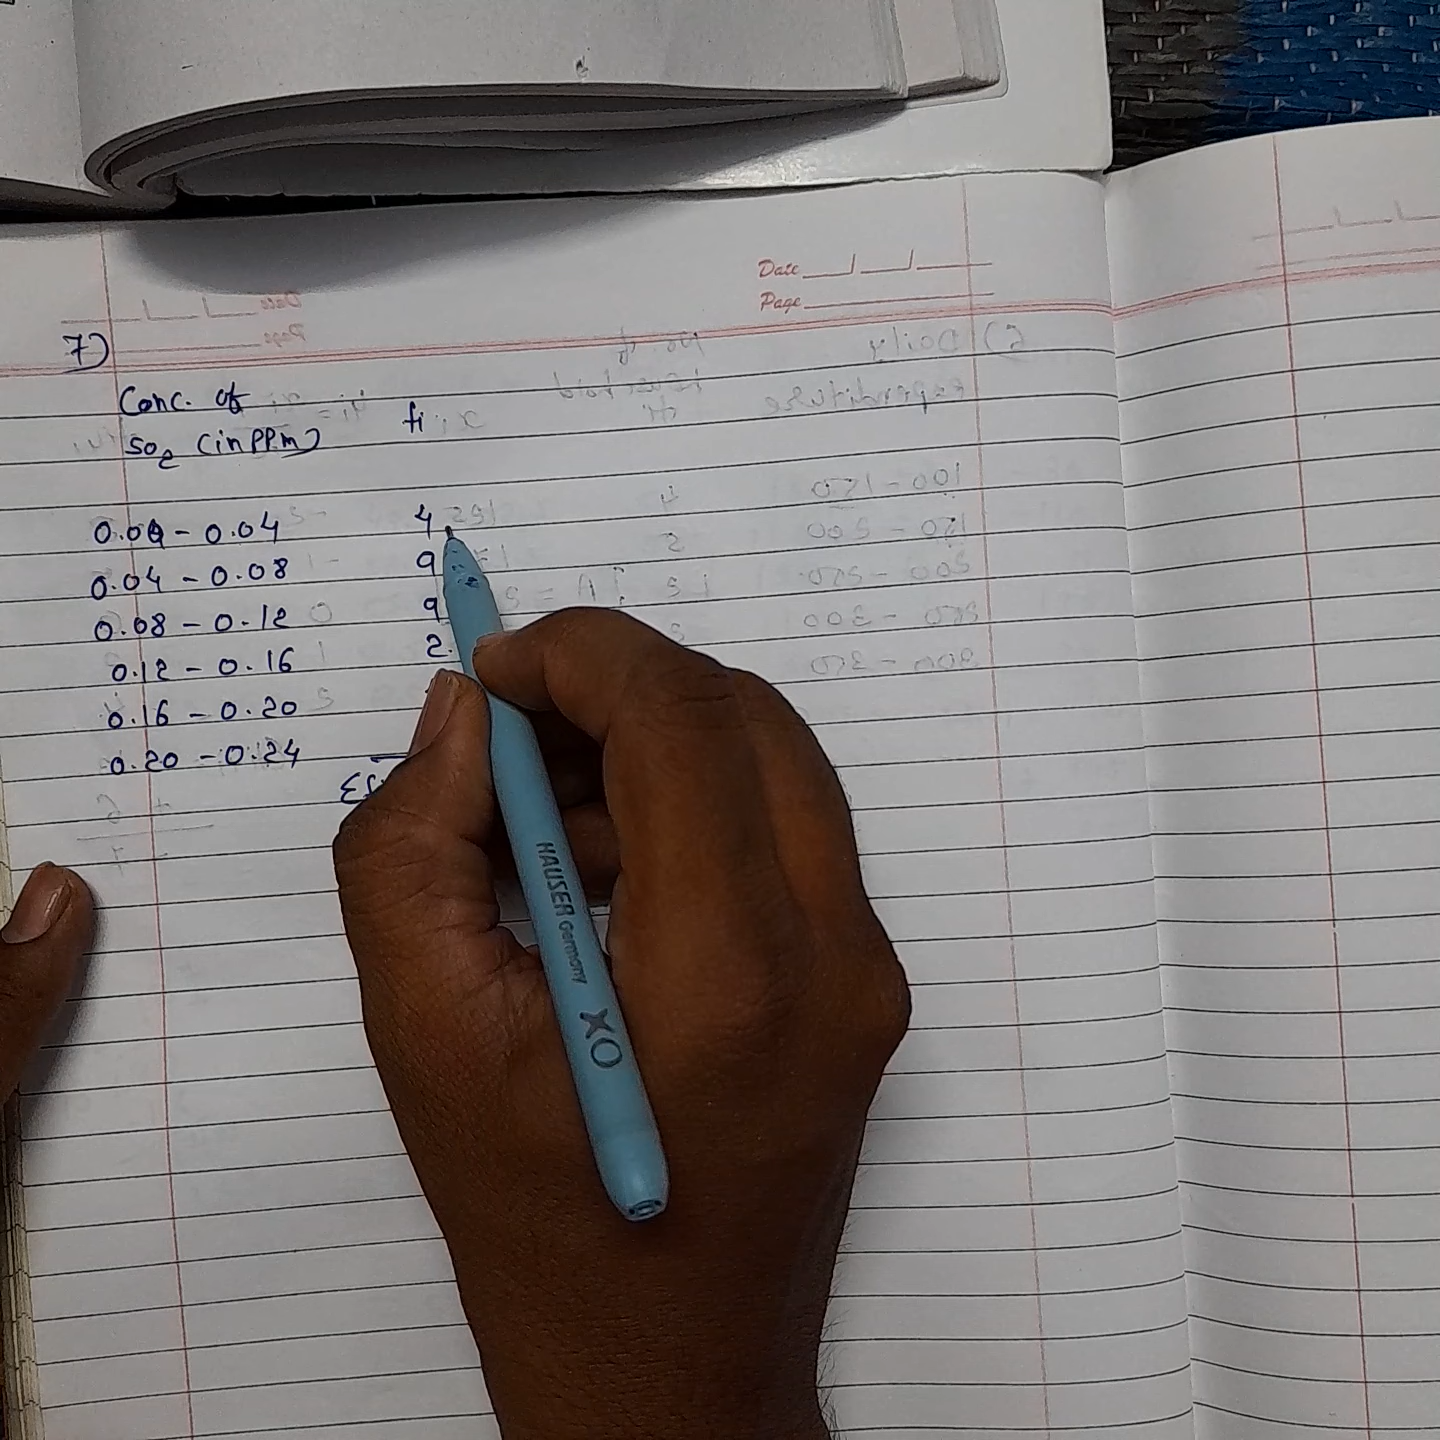 Date
Page
7)
Conc. of
SO2 (in PPm) fi
0.00 - 0.04 4
0.04 - 0.08 9
0.08 - 0.12 9
0.12 - 0.16 2
0.16 - 0.20
0.20 - 0.24
Σfi
HAUSER Germany XO